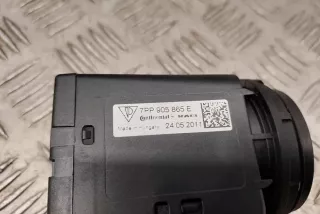 7PP 905 865 E
Continental
Made in Hungary 24.05.2011